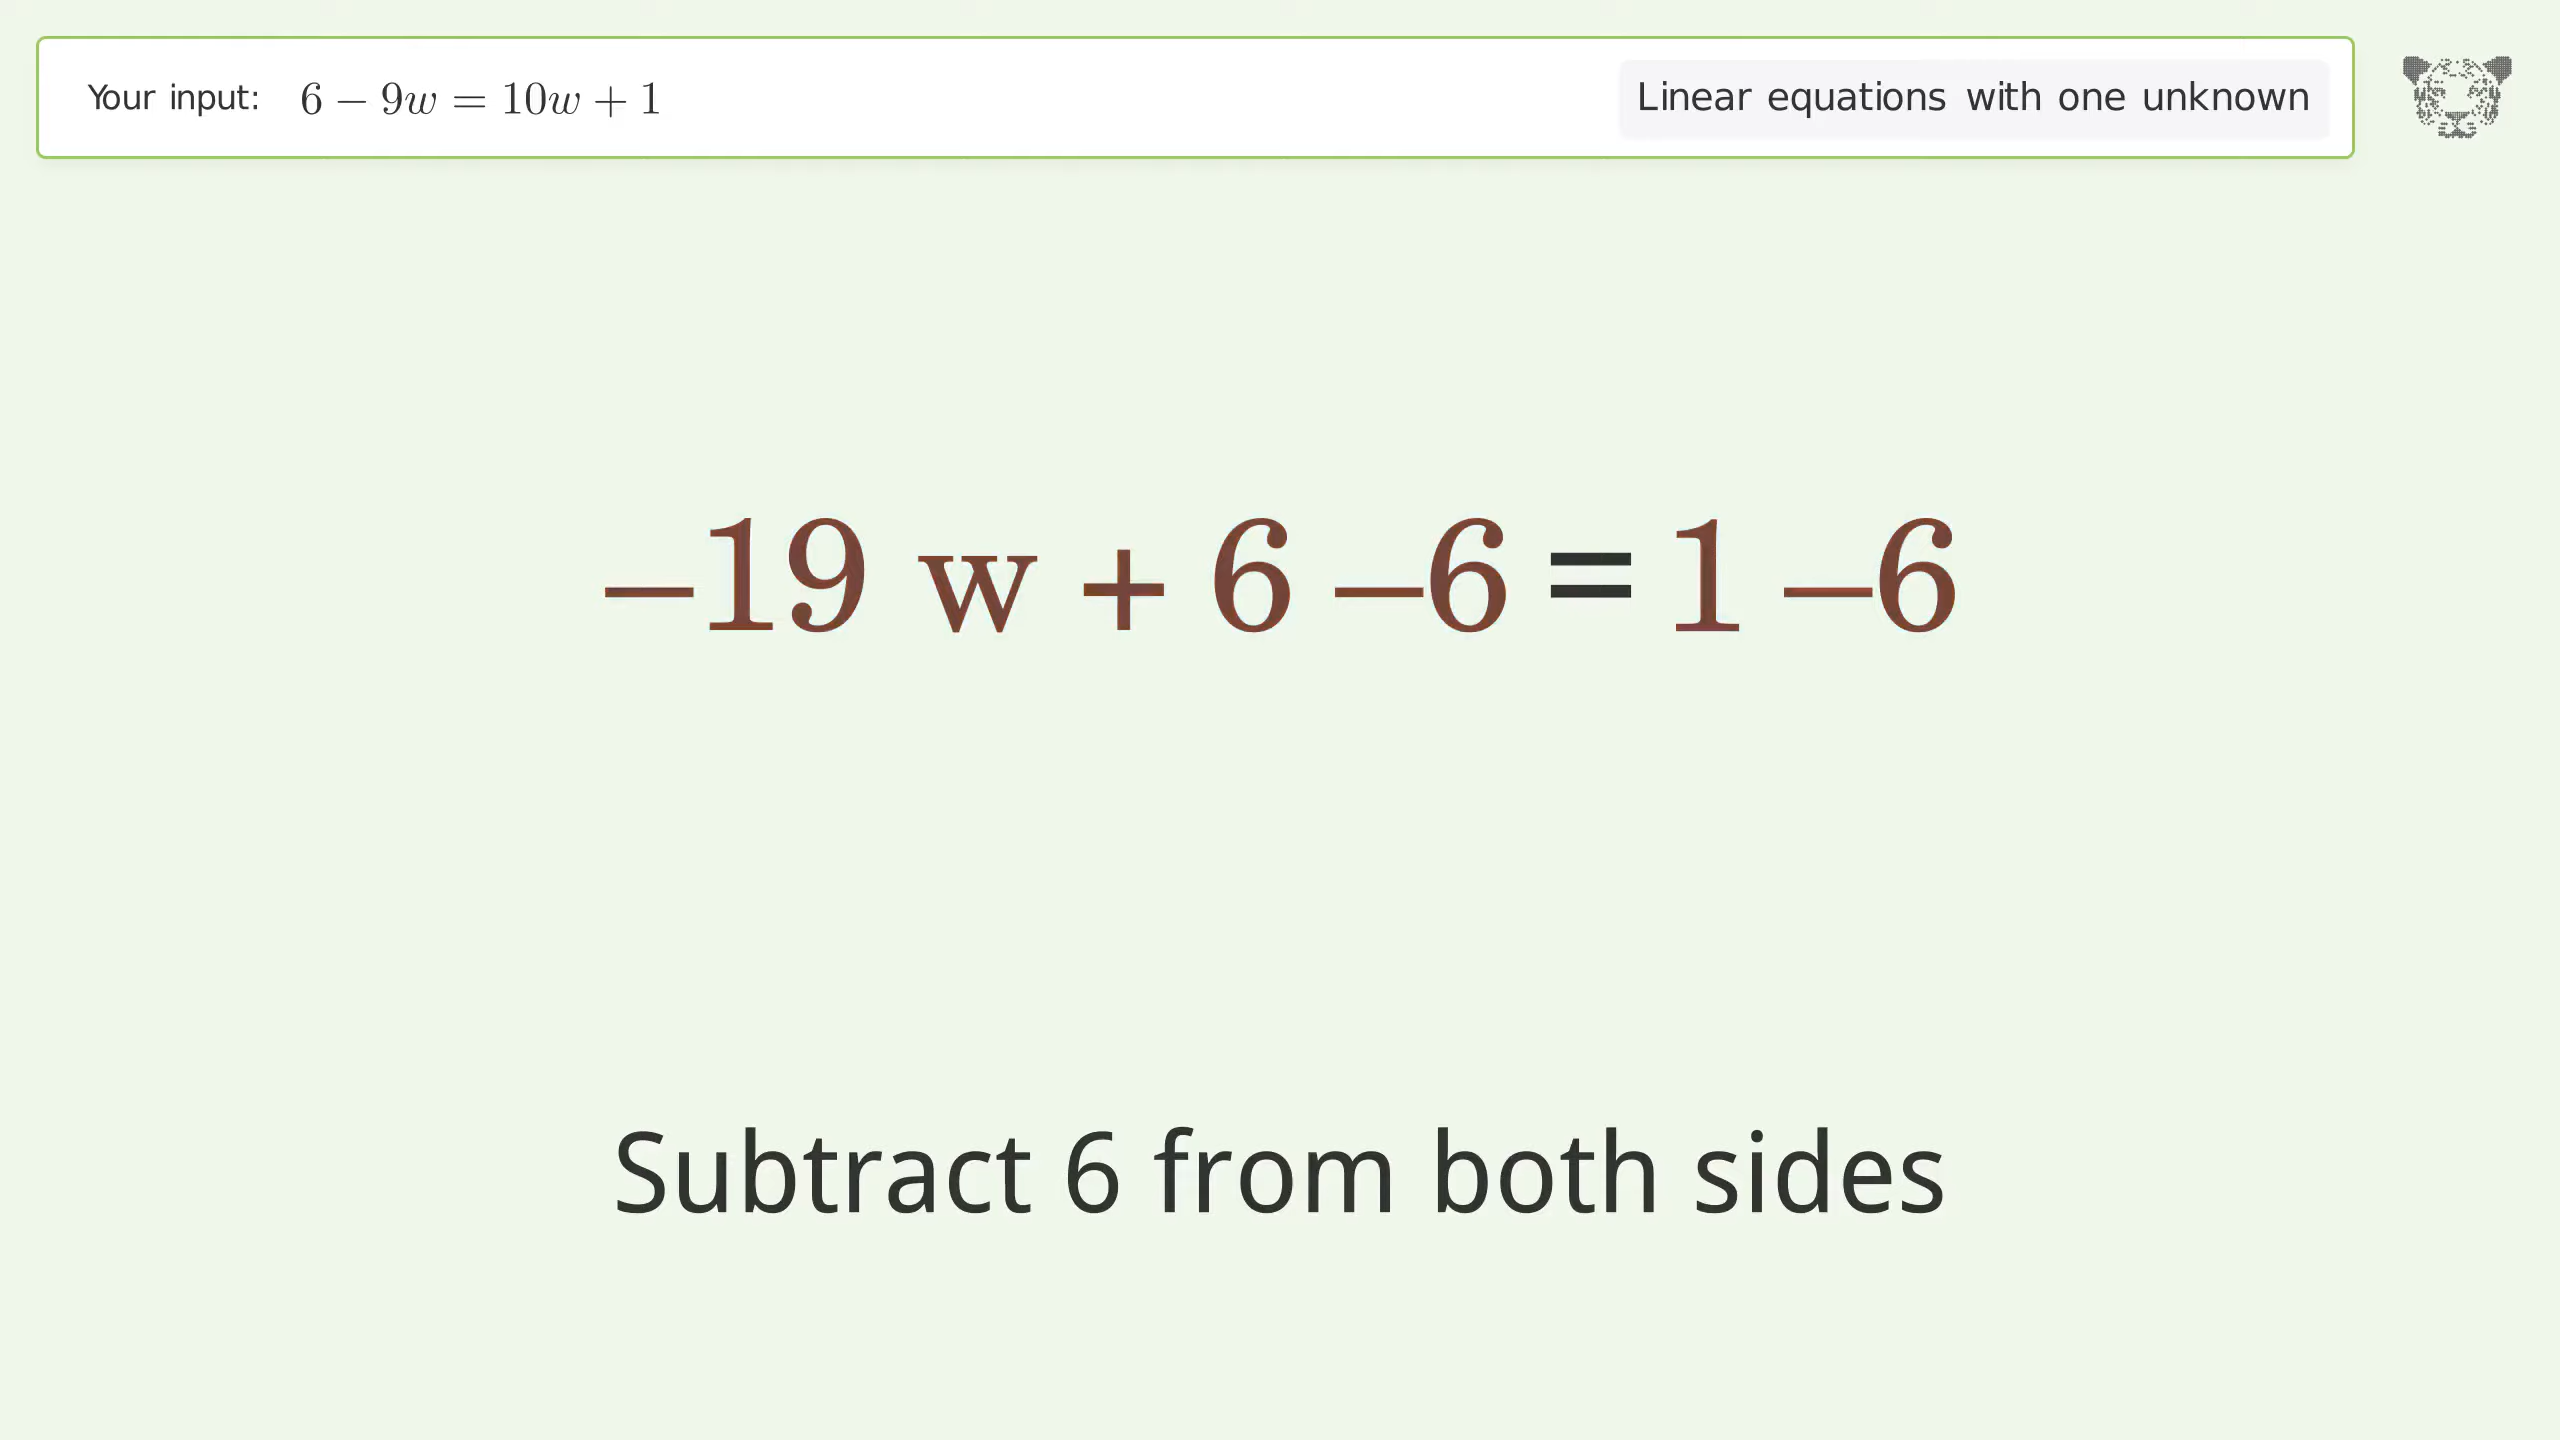 Your input: 6 − 9w = 10w + 1
Linear equations with one unknown
−19 w + 6 −6 = 1 −6
Subtract 6 from both sides